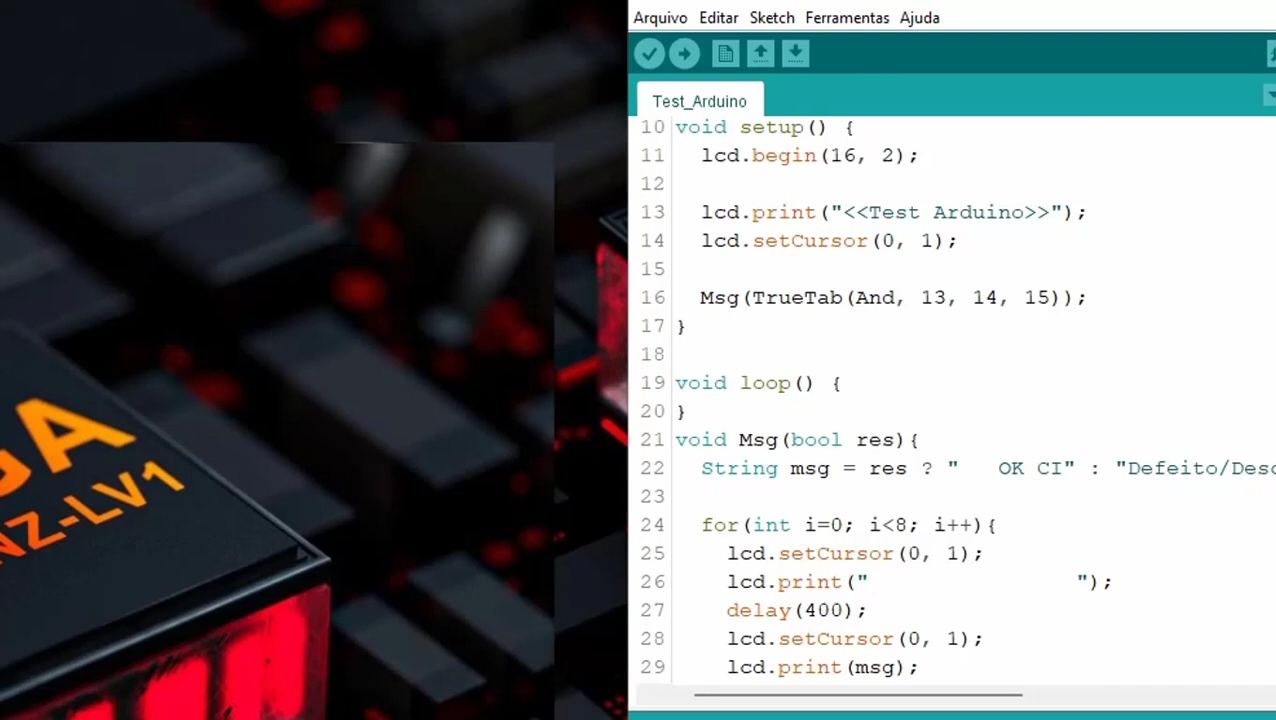 Arquivo Editar Sketch Ferramentas Ajuda
Test_Arduino
10 void setup() {
11 lcd.begin(16, 2);
12
13 lcd.print("<<Test Arduino>>");
14 lcd.setCursor(0, 1);
15
16 Msg(TrueTab(And, 13, 14, 15));
17 }
18
19 void loop() {
20 }
21 void Msg(bool res){
22 String msg = res ? "   OK CI" : "Defeito/Desc
23
24 for(int i=0; i<8; i++){
25 lcd.setCursor(0, 1);
26 lcd.print("                ");
27 delay(400);
28 lcd.setCursor(0, 1);
29 lcd.print(msg);
NZ-LV1